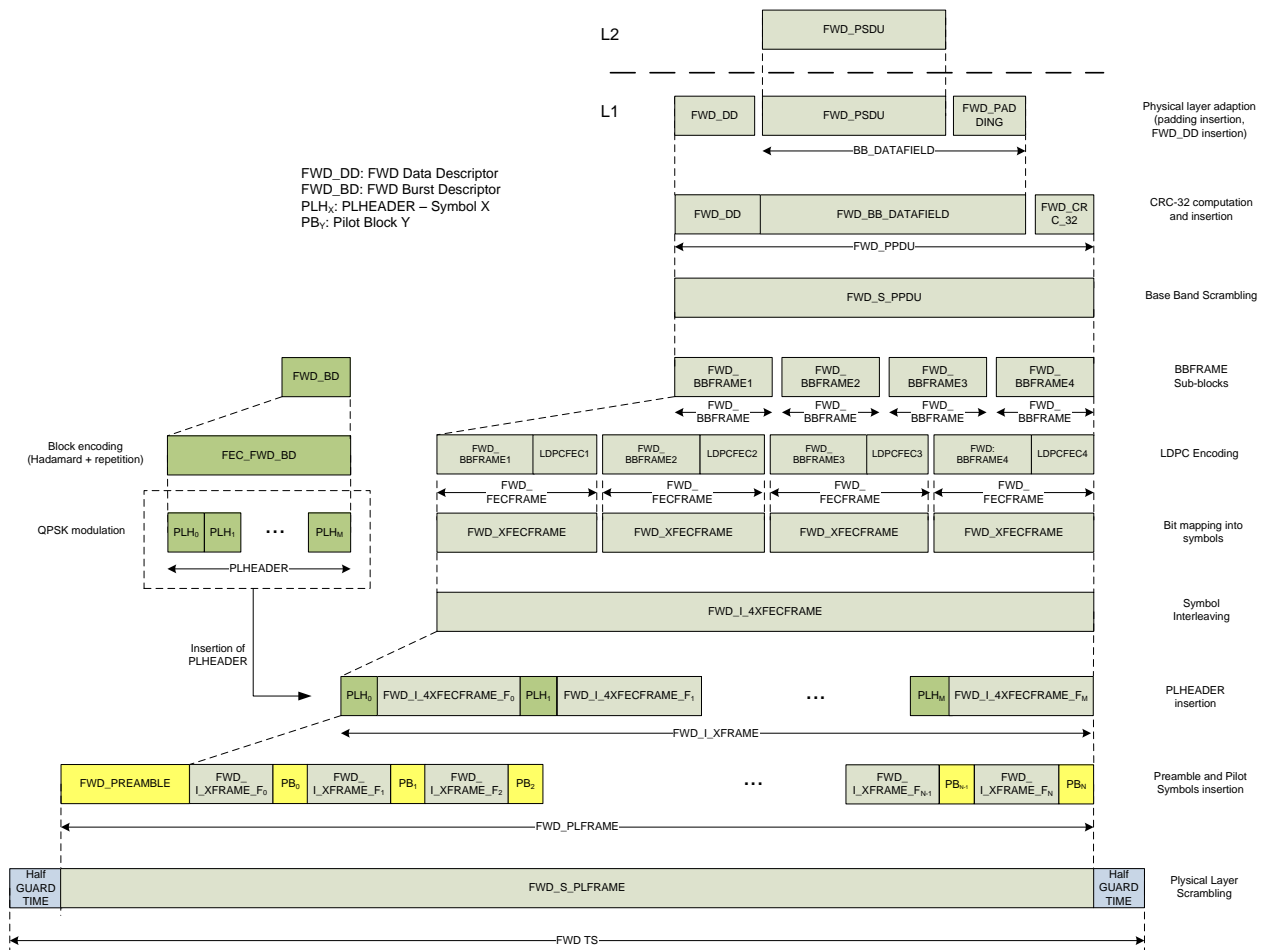 L2
FWD_PSDU
L1
FWD_DD
FWD_PSDU
FWD_PAD
DING
Physical layer adaption
(padding insertion,
FWD_DD insertion)
BB_DATAFIELD
FWD_DD: FWD Data Descriptor
FWD_BD: FWD Burst Descriptor
PLHX: PLHEADER – Symbol X
PBY: Pilot Block Y
FWD_DD
FWD_BB_DATAFIELD
FWD_CR
C_32
CRC-32 computation
and insertion
FWD_PPDU
FWD_S_PPDU
Base Band Scrambling
FWD_BD
FWD_
BBFRAME1
FWD_
BBFRAME2
FWD_
BBFRAME3
FWD_
BBFRAME4
BBFRAME
Sub-blocks
FWD_
BBFRAME
FWD_
BBFRAME
FWD_
BBFRAME
FWD_
BBFRAME
Block encoding
(Hadamard + repetition)
FEC_FWD_BD
FWD_
BBFRAME1
LDPCFEC1
FWD_
BBFRAME2
LDPCFEC2
FWD_
BBFRAME3
LDPCFEC3
FWD:
BBFRAME4
LDPCFEC4
LDPC Encoding
FWD_
FECFRAME
FWD_
FECFRAME
FWD_
FECFRAME
FWD_
FECFRAME
QPSK modulation
PLH0
PLH1
...
PLHM
PLHEADER
FWD_XFECFRAME
FWD_XFECFRAME
FWD_XFECFRAME
FWD_XFECFRAME
Bit mapping into
symbols
FWD_I_4XFECFRAME
Symbol
Interleaving
Insertion of
PLHEADER
PLH0
FWD_I_4XFECFRAME_F0
PLH1
FWD_I_4XFECFRAME_F1
...
PLHM
FWD_I_4XFECFRAME_FM
PLHEADER
insertion
FWD_I_XFRAME
FWD_PREAMBLE
FWD_
I_XFRAME_F0
PB0
FWD_
I_XFRAME_F1
PB1
FWD_
I_XFRAME_F2
PB2
...
FWD_
I_XFRAME_FN-1
PBN-1
FWD_
I_XFRAME_FN
PBN
Preamble and Pilot
Symbols insertion
FWD_PLFRAME
Half
GUARD
TIME
FWD_S_PLFRAME
Half
GUARD
TIME
Plysical Layer
Scrambling
FWD TS